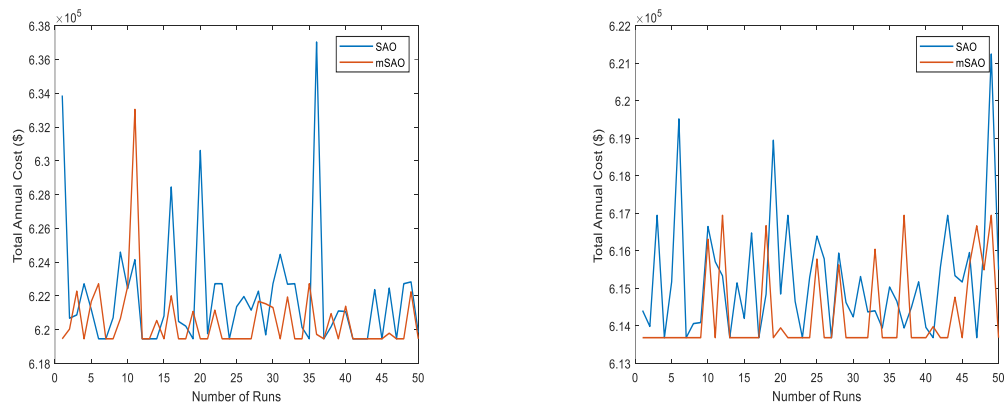 ×10⁵
6.38
6.36
6.34
6.32
6.3
6.28
6.26
6.24
6.22
6.2
6.18
Total Annual Cost ($)
0 5 10 15 20 25 30 35 40 45 50
Number of Runs
SAO
mSAO
×10⁵
6.22
6.21
6.2
6.19
6.18
6.17
6.16
6.15
6.14
6.13
Total Annual Cost ($)
0 5 10 15 20 25 30 35 40 45 50
Number of Runs
SAO
mSAO